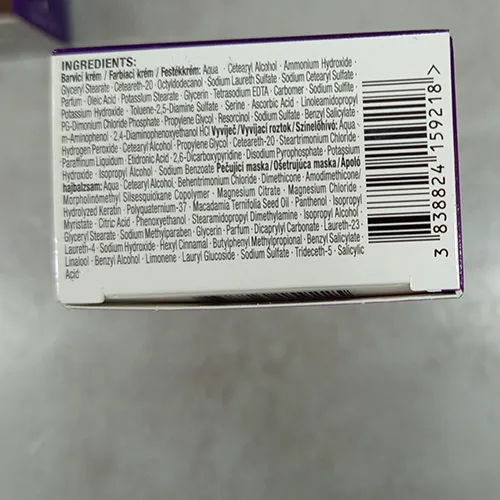 INGREDIENTS:
Barvicí krém / Farbiaci krém / Festékkrém: Aqua · Cetearyl Alcohol · Ammonium Hydroxide ·
Glyceryl Stearate · Ceteareth-20 · Octyldodecanol · Sodium Laureth Sulfate · Sodium Cetearyl Sulfate ·
Parfum · Oleic Acid · Potassium Stearate · Glycerin · Tetrasodium EDTA · Carbomer · Sodium Sulfite ·
Potassium Hydroxide · Toluene-2,5-Diamine Sulfate · Serine · Ascorbic Acid · Linoleamidopropyl
PG-Dimonium Chloride Phosphate · Propylene Glycol · Resorcinol · Sodium Sulfate · Benzyl Salicylate ·
m-Aminophenol · 2,4-Diaminophenoxyethanol HCl Vyvíječ / Vyvíjací roztok / Színelőhívó: Aqua ·
Hydrogen Peroxide · Cetearyl Alcohol · Propylene Glycol · Ceteareth-20 · Steartrimonium Chloride ·
Paraffinum Liquidum · Etidronic Acid · 2,6-Dicarboxypyridine · Disodium Pyrophosphate · Potassium
Hydroxide · Isopropyl Alcohol · Sodium Benzoate Pečující maska / Ošetrujúca maska / Ápoló
hajbalzsam: Aqua · Cetearyl Alcohol · Behentrimonium Chloride · Dimethicone · Amodimethicone/
Morpholinomethyl Silsesquioxane Copolymer · Magnesium Citrate · Magnesium Chloride ·
Hydrolyzed Keratin · Polyquaternium-37 · Macadamia Ternifolia Seed Oil · Panthenol · Isopropyl
Myristate · Citric Acid · Phenoxyethanol · Stearamidopropyl Dimethylamine · Isopropyl Alcohol ·
Glyceryl Stearate · Sodium Methylparaben · Glycerin · Parfum · Dicaprylyl Carbonate · Laureth-23 ·
Laureth-4 · Sodium Hydroxide · Hexyl Cinnamal · Butylphenyl Methylpropional · Benzyl Salicylate ·
Linalool · Benzyl Alcohol · Limonene · Lauryl Glucoside · Sodium Sulfate · Trideceth-5 · Salicylic
Acid
3 838824 159218 >